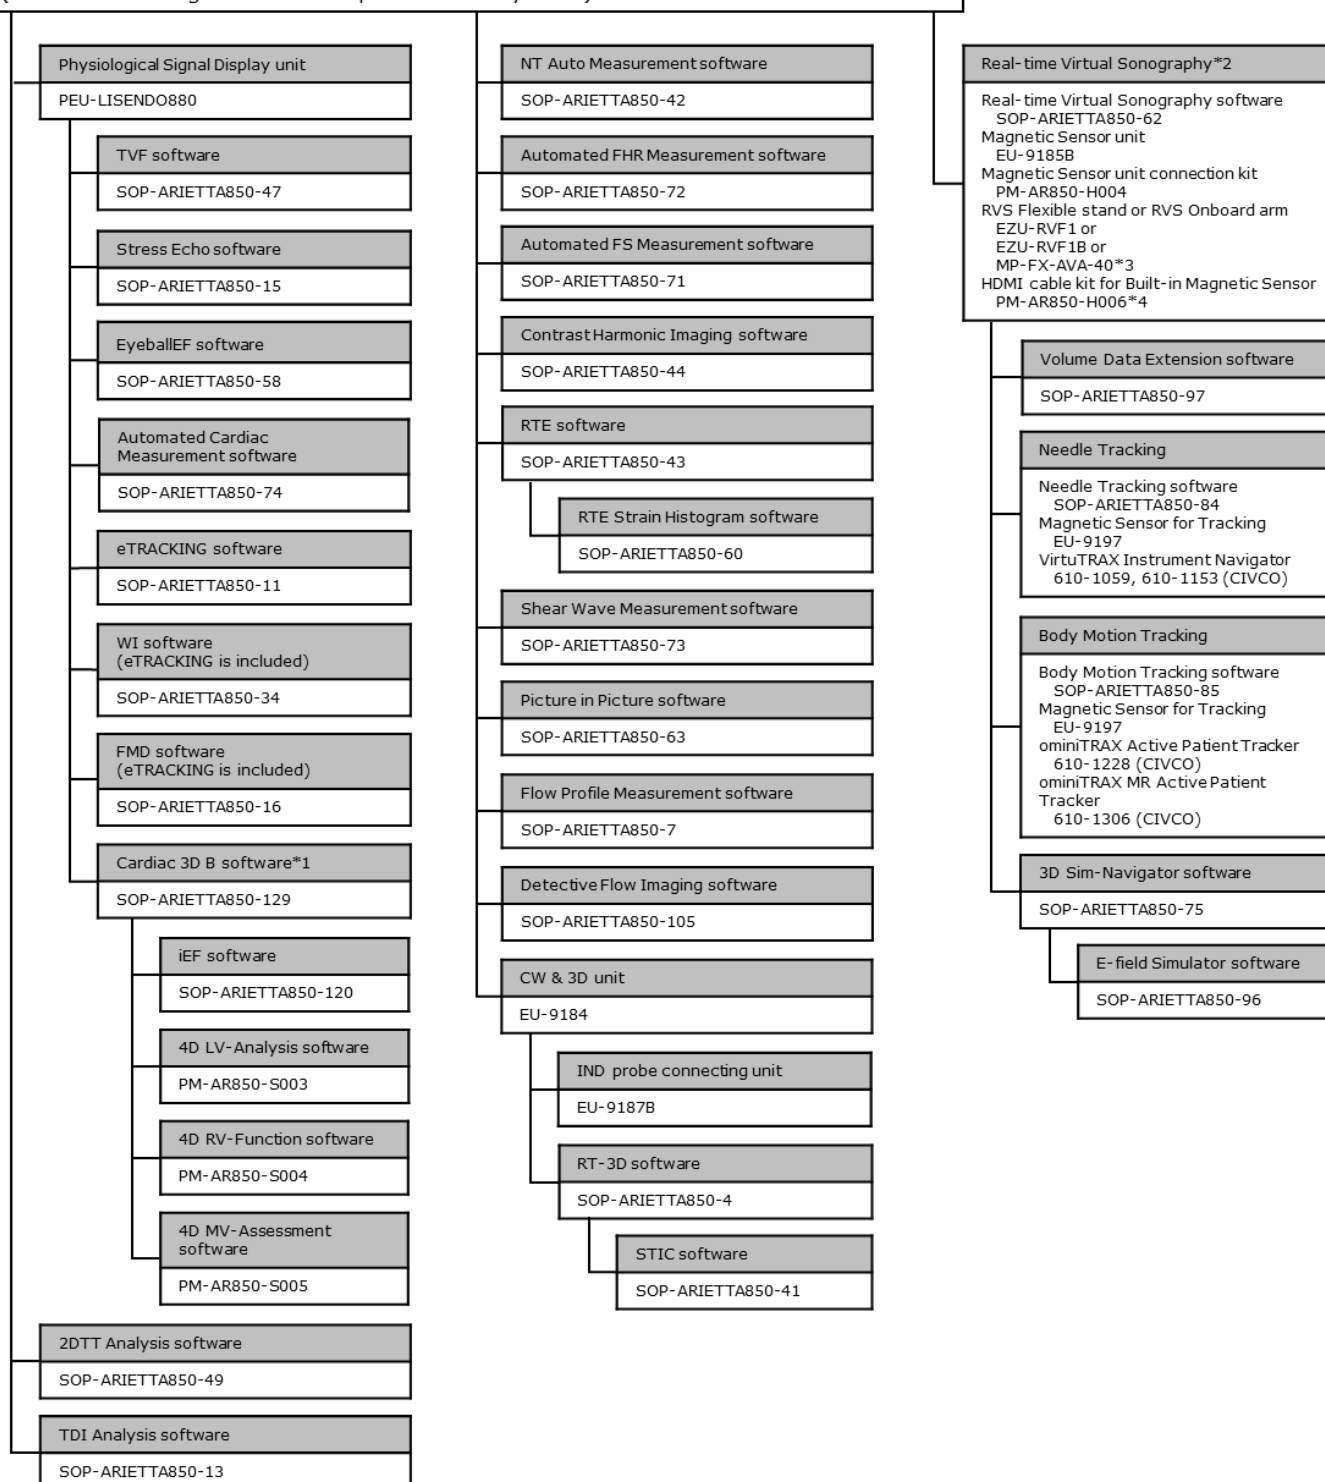 Physiological Signal Display unit
PEU-LISENDO880
TVF software
SOP-ARIETTA850-47
Stress Echo software
SOP-ARIETTA850-15
EyeballEF software
SOP-ARIETTA850-58
Automated Cardiac
Measurement software
SOP-ARIETTA850-74
eTRACKING software
SOP-ARIETTA850-11
WI software
(eTRACKING is included)
SOP-ARIETTA850-34
FMD software
(eTRACKING is included)
SOP-ARIETTA850-16
Cardiac 3D B software*1
SOP-ARIETTA850-129
iEF software
SOP-ARIETTA850-120
4D LV-Analysis software
PM-AR850-S003
4D RV-Function software
PM-AR850-S004
4D MV-Assessment
software
PM-AR850-S005
2DTT Analysis software
SOP-ARIETTA850-49
TDI Analysis software
SOP-ARIETTA850-13
NT Auto Measurement software
SOP-ARIETTA850-42
Automated FHR Measurement software
SOP-ARIETTA850-72
Automated FS Measurement software
SOP-ARIETTA850-71
Contrast Harmonic Imaging software
SOP-ARIETTA850-44
RTE software
SOP-ARIETTA850-43
RTE Strain Histogram software
SOP-ARIETTA850-60
Shear Wave Measurement software
SOP-ARIETTA850-73
Picture in Picture software
SOP-ARIETTA850-63
Flow Profile Measurement software
SOP-ARIETTA850-7
Detective Flow Imaging software
SOP-ARIETTA850-105
CW & 3D unit
EU-9184
IND probe connecting unit
EU-9187B
RT-3D software
SOP-ARIETTA850-4
STIC software
SOP-ARIETTA850-41
Real-time Virtual Sonography*2
Real-time Virtual Sonography software
SOP-ARIETTA850-62
Magnetic Sensor unit
EU-9185B
Magnetic Sensor unit connection kit
PM-AR850-H004
RVS Flexible stand or RVS Onboard arm
EZU-RVF1 or
EZU-RVF1B or
MP-FX-AVA-40*3
HDMI cable kit for Built-in Magnetic Sensor
PM-AR850-H006*4
Volume Data Extension software
SOP-ARIETTA850-97
Needle Tracking
Needle Tracking software
SOP-ARIETTA850-84
Magnetic Sensor for Tracking
EU-9197
VirtuTRAX Instrument Navigator
610-1059, 610-1153 (CIVCO)
Body Motion Tracking
Body Motion Tracking software
SOP-ARIETTA850-85
Magnetic Sensor for Tracking
EU-9197
ominiTRAX Active Patient Tracker
610-1228 (CIVCO)
ominiTRAX MR Active Patient
Tracker
610-1306 (CIVCO)
3D Sim-Navigator software
SOP-ARIETTA850-75
E-field Simulator software
SOP-ARIETTA850-96